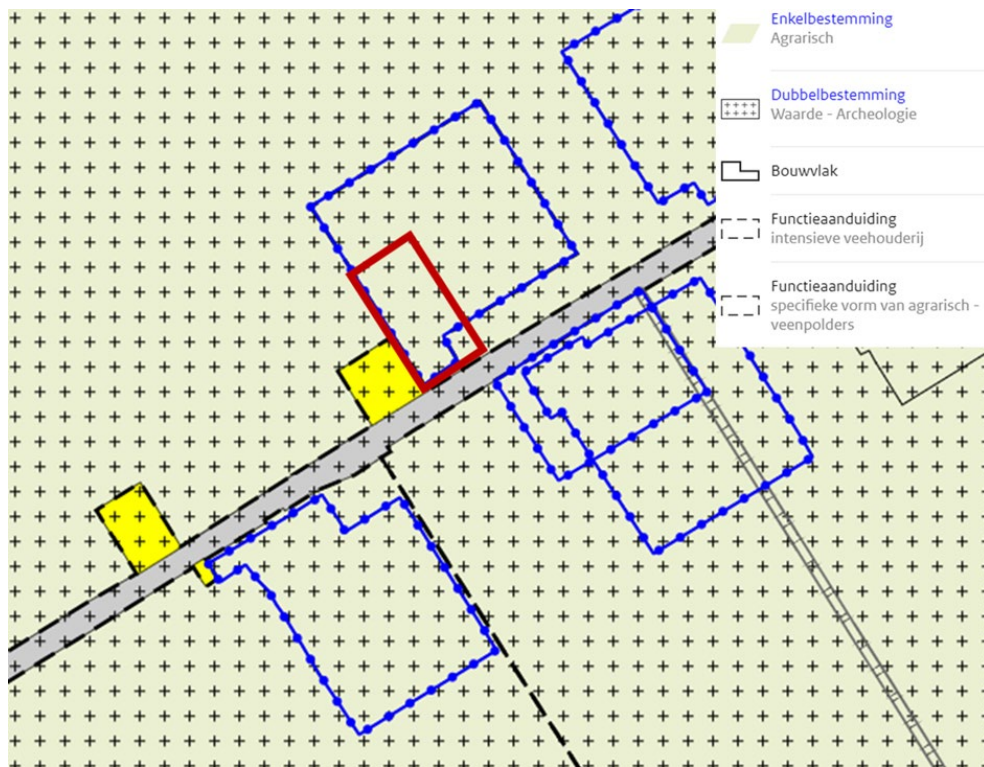 Enkelbestemming
Agrarisch
Dubbelbestemming
Waarde - Archeologie
Bouwvlak
Functieaanduiding
intensieve veehouderij
Functieaanduiding
specifieke vorm van agrarisch -
veenpolders